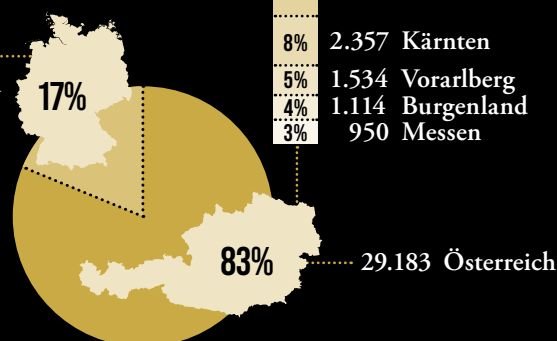 8% 2.357 Kärnten
5% 1.534 Vorarlberg
4% 1.114 Burgenland
3% 950 Messen
17%
83%
29.183 Österreich